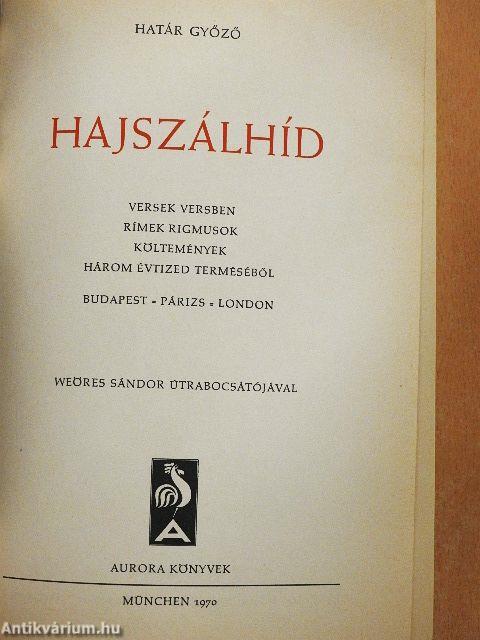 HATÁR GYŐZŐ
HAJSZÁLHÍD
VERSEK VERSBEN
RÍMEK RIGMUSOK
KÖLTEMÉNYEK
HÁROM ÉVTIZED TERMÉSÉBŐL
BUDAPEST - PÁRIZS - LONDON
WEÖRES SÁNDOR ÚTRABOCSÁTÓJÁVAL
A
AURORA KÖNYVEK
MÜNCHEN 1970
Antikvárium.hu